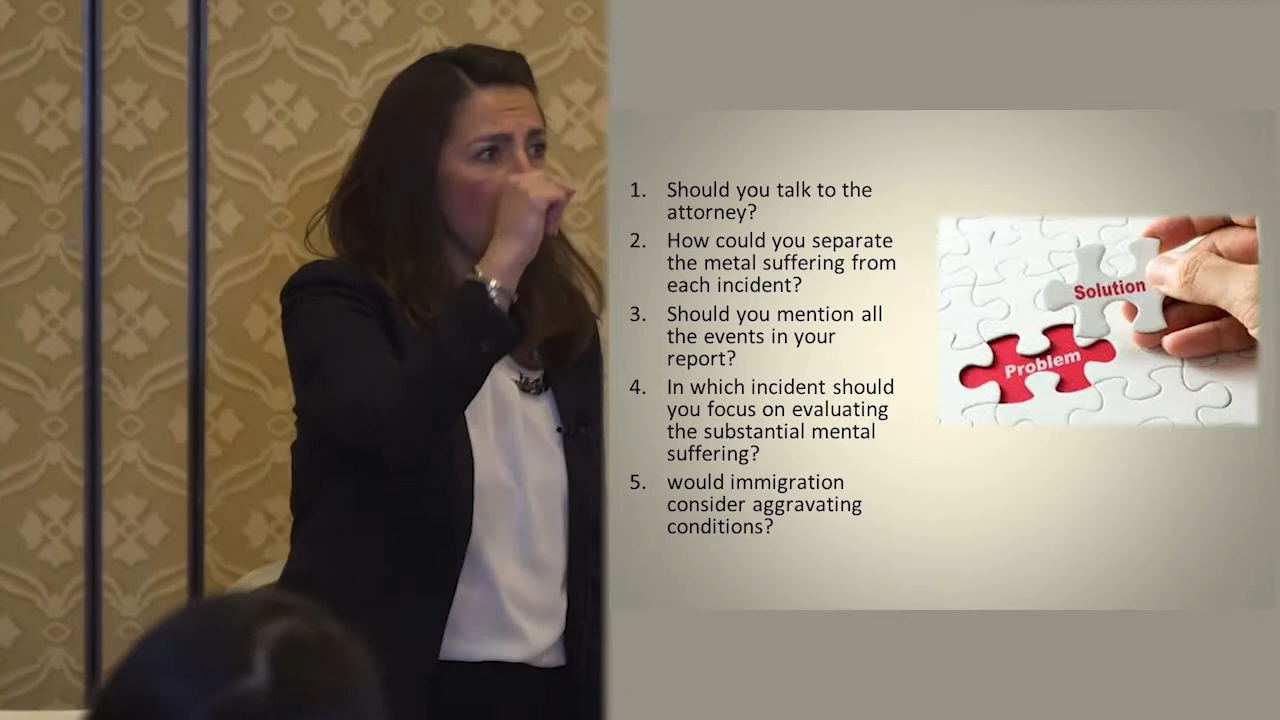 1. Should you talk to the
attorney?
2. How could you separate
the metal suffering from
each incident?
3. Should you mention all
the events in your
report?
4. In which incident should
you focus on evaluating
the substantial mental
suffering?
5. would immigration
consider aggravating
conditions?
Solution
Problem